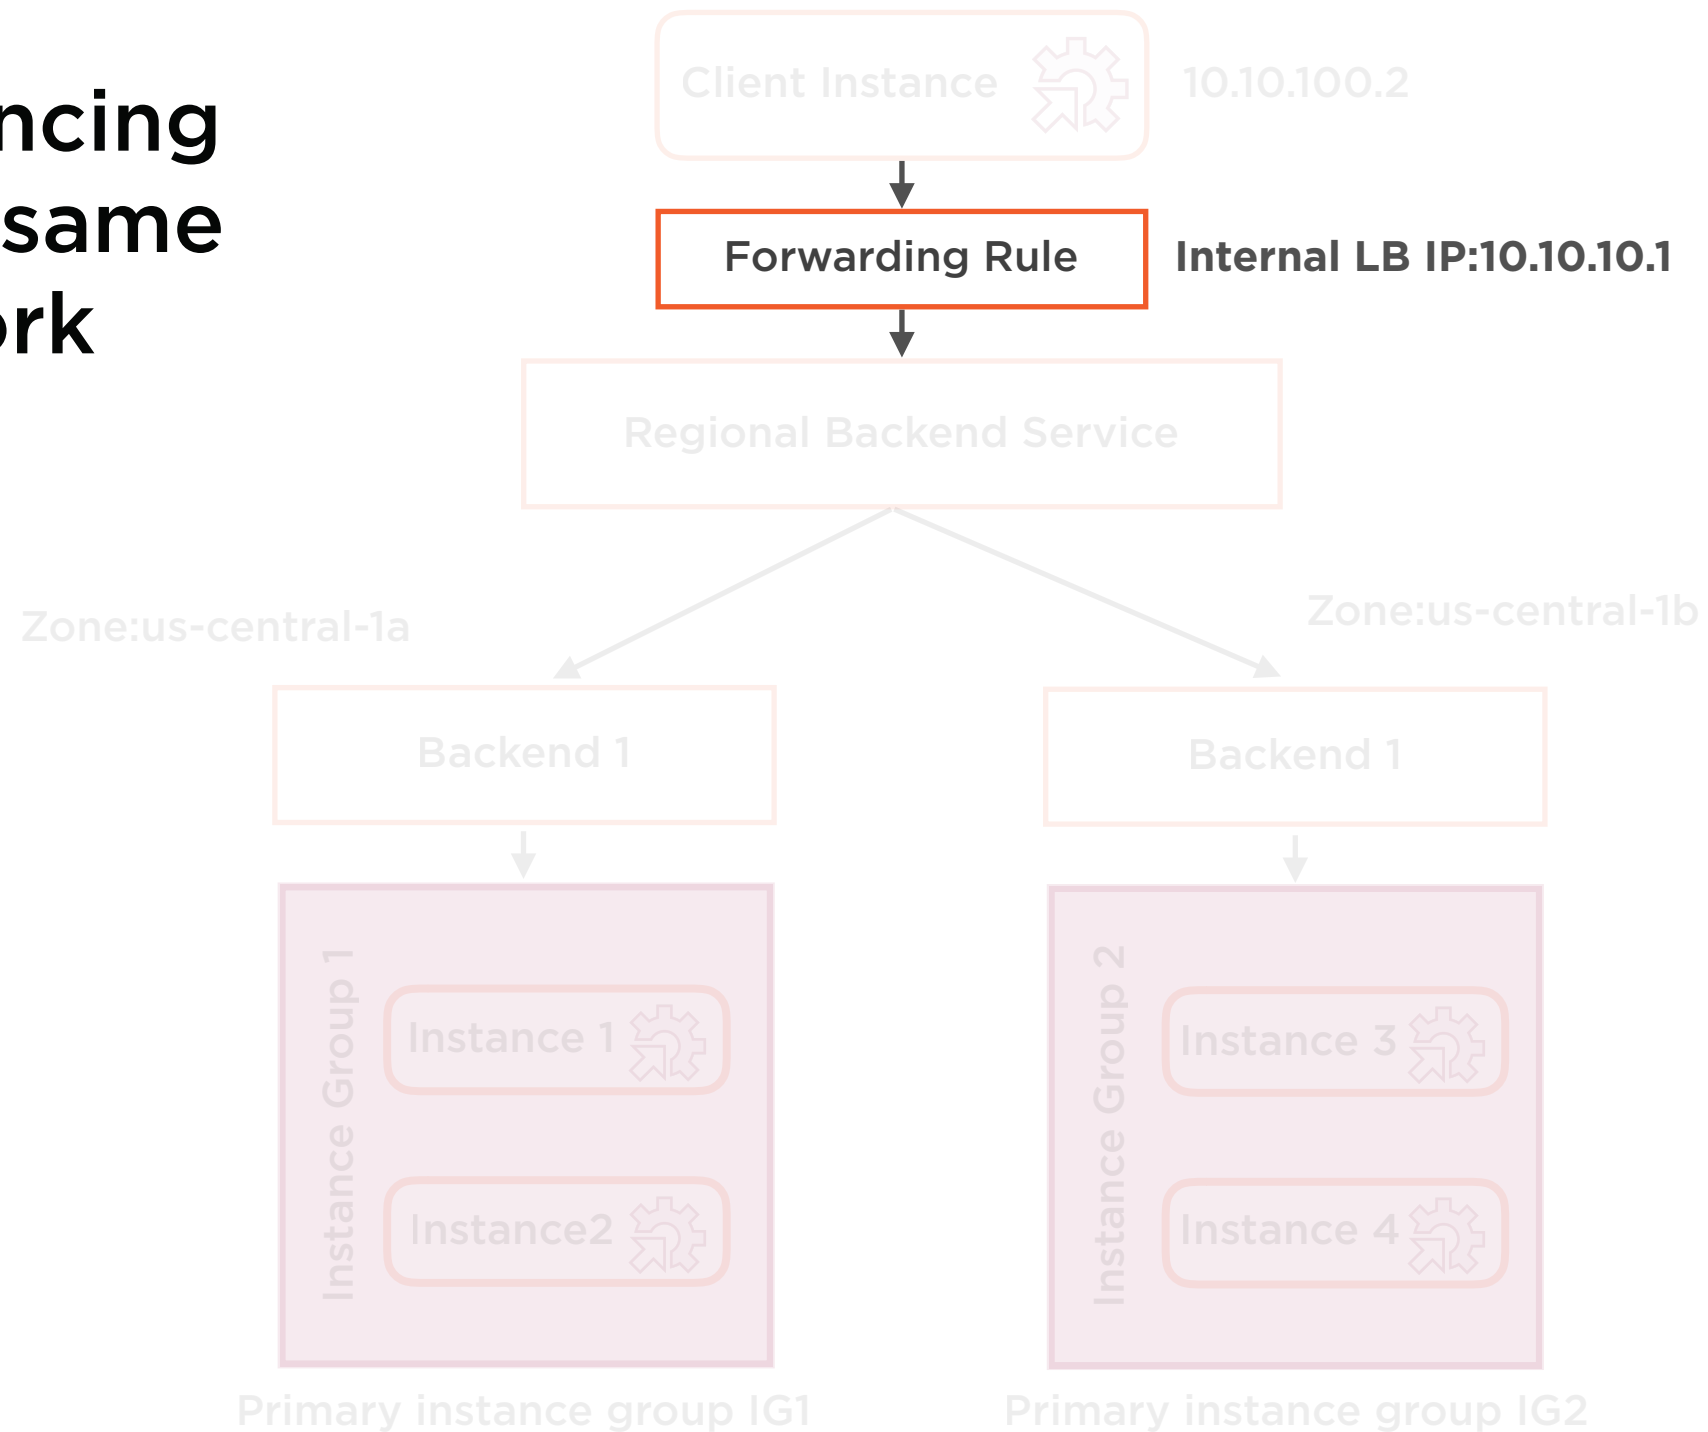 ncing
same
ork
Client Instance
10.10.100.2
Forwarding Rule
Internal LB IP:10.10.10.1
Regional Backend Service
Zone:us-central-1a
Zone:us-central-1b
Backend 1
Backend 1
Instance Group 1
Instance 1
Instance2
Instance Group 2
Instance 3
Instance 4
Primary instance group IG1
Primary instance group IG2